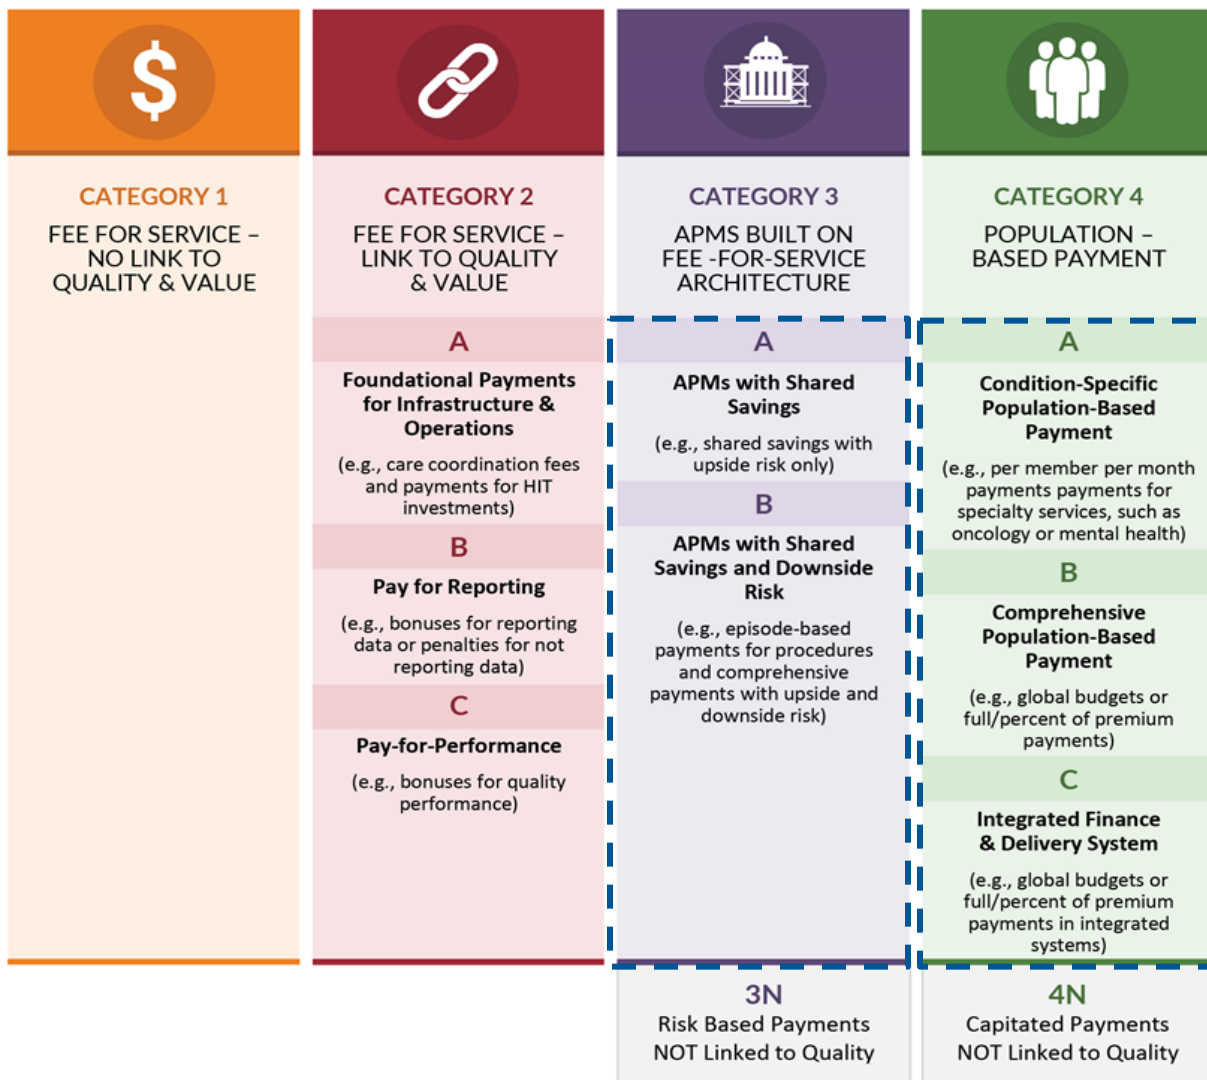 $
CATEGORY 1
FEE FOR SERVICE –
NO LINK TO
QUALITY & VALUE
CATEGORY 2
FEE FOR SERVICE –
LINK TO QUALITY
& VALUE
A
Foundational Payments
for Infrastructure &
Operations
(e.g., care coordination fees
and payments for HIT
investments)
B
Pay for Reporting
(e.g., bonuses for reporting
data or penalties for not
reporting data)
C
Pay-for-Performance
(e.g., bonuses for quality
performance)
CATEGORY 3
APMS BUILT ON
FEE -FOR-SERVICE
ARCHITECTURE
A
APMs with Shared
Savings
(e.g., shared savings with
upside risk only)
B
APMs with Shared
Savings and Downside
Risk
(e.g., episode-based
payments for procedures
and comprehensive
payments with upside and
downside risk)
3N
Risk Based Payments
NOT Linked to Quality
CATEGORY 4
POPULATION –
BASED PAYMENT
A
Condition-Specific
Population-Based
Payment
(e.g., per member per month
payments payments for
specialty services, such as
oncology or mental health)
B
Comprehensive
Population-Based
Payment
(e.g., global budgets or
full/percent of premium
payments)
C
Integrated Finance
& Delivery System
(e.g., global budgets or
full/percent of premium
payments in integrated
systems)
4N
Capitated Payments
NOT Linked to Quality